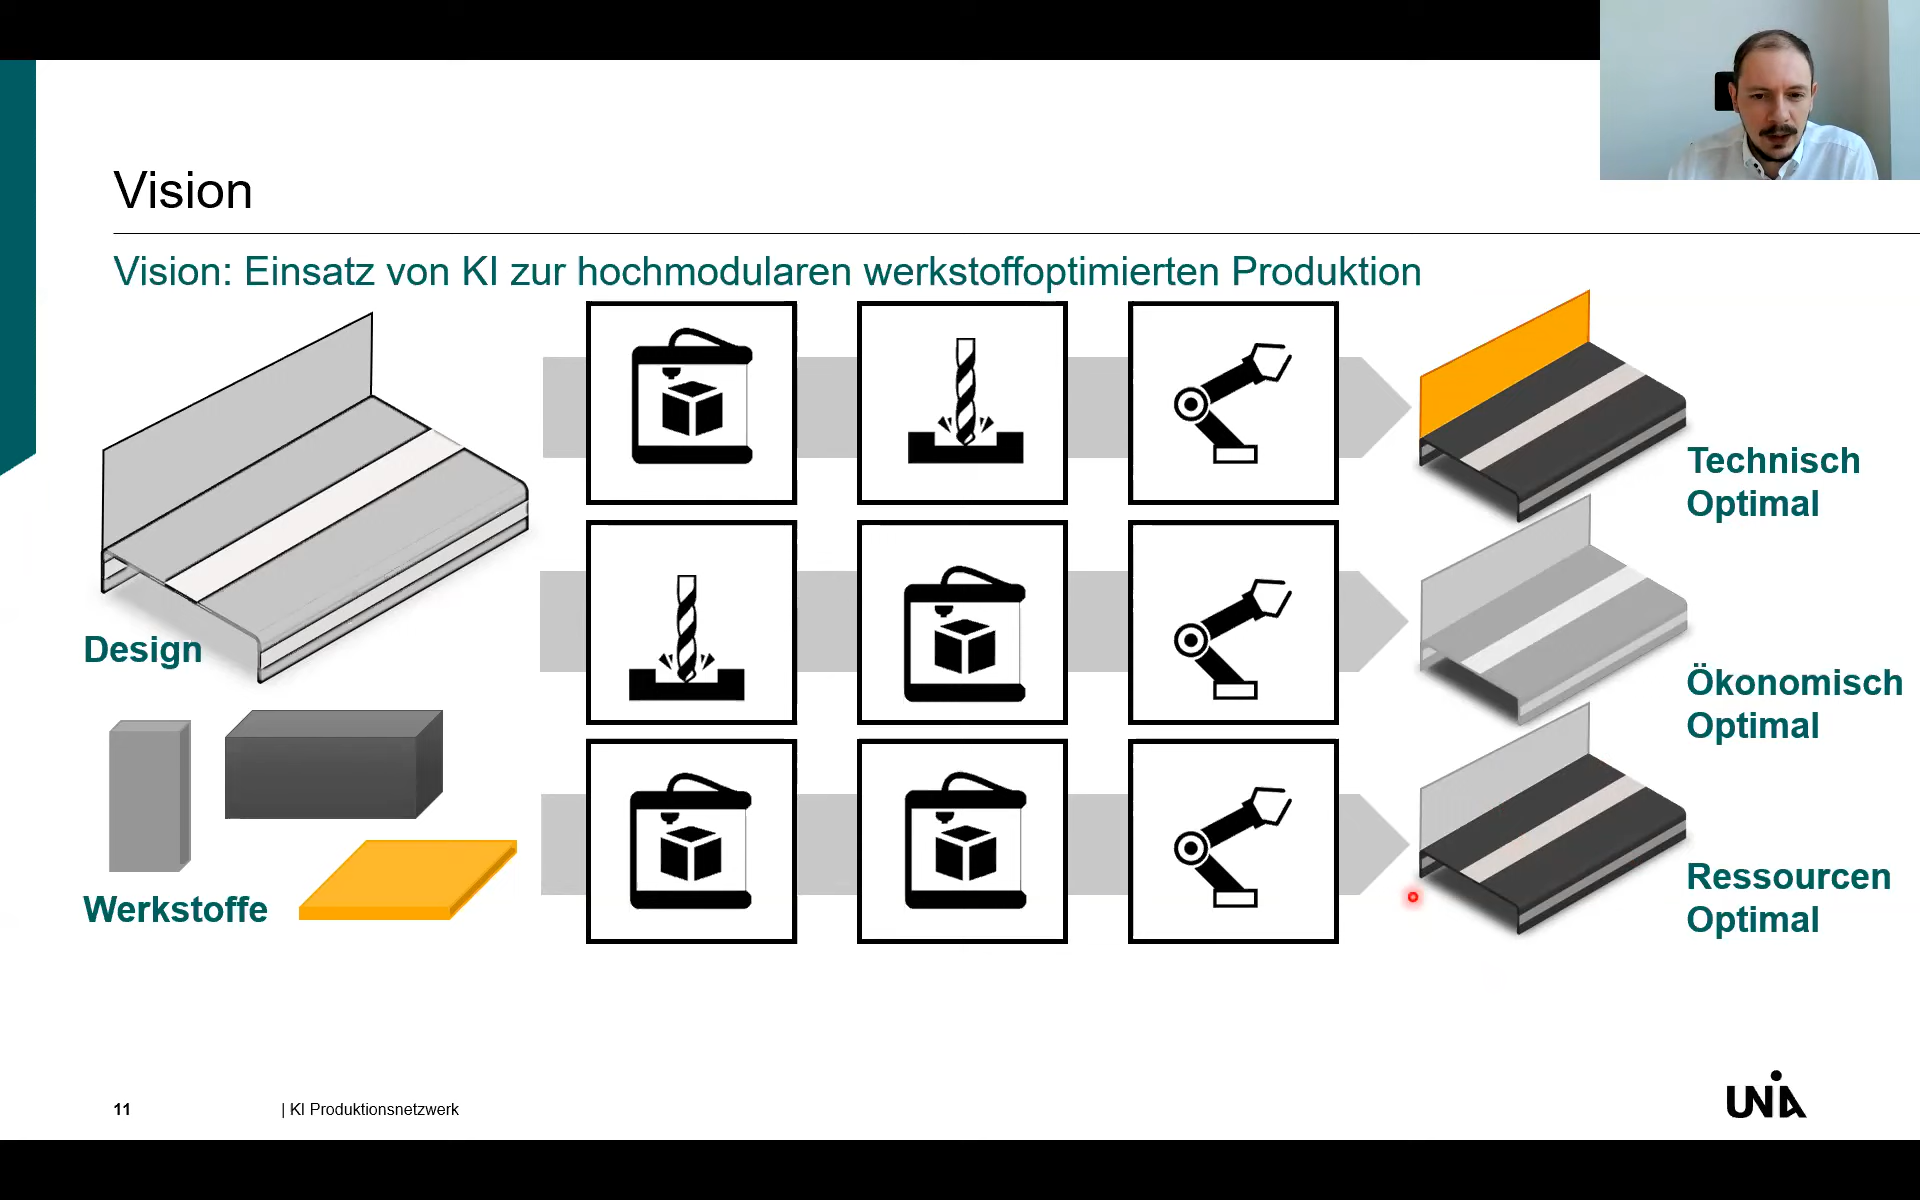 Vision
Vision: Einsatz von KI zur hochmodularen werkstoffoptimierten Produktion
Design
Werkstoffe
Technisch
Optimal
Ökonomisch
Optimal
Ressourcen
Optimal
11
| KI Produktionsnetzwerk
UNIA